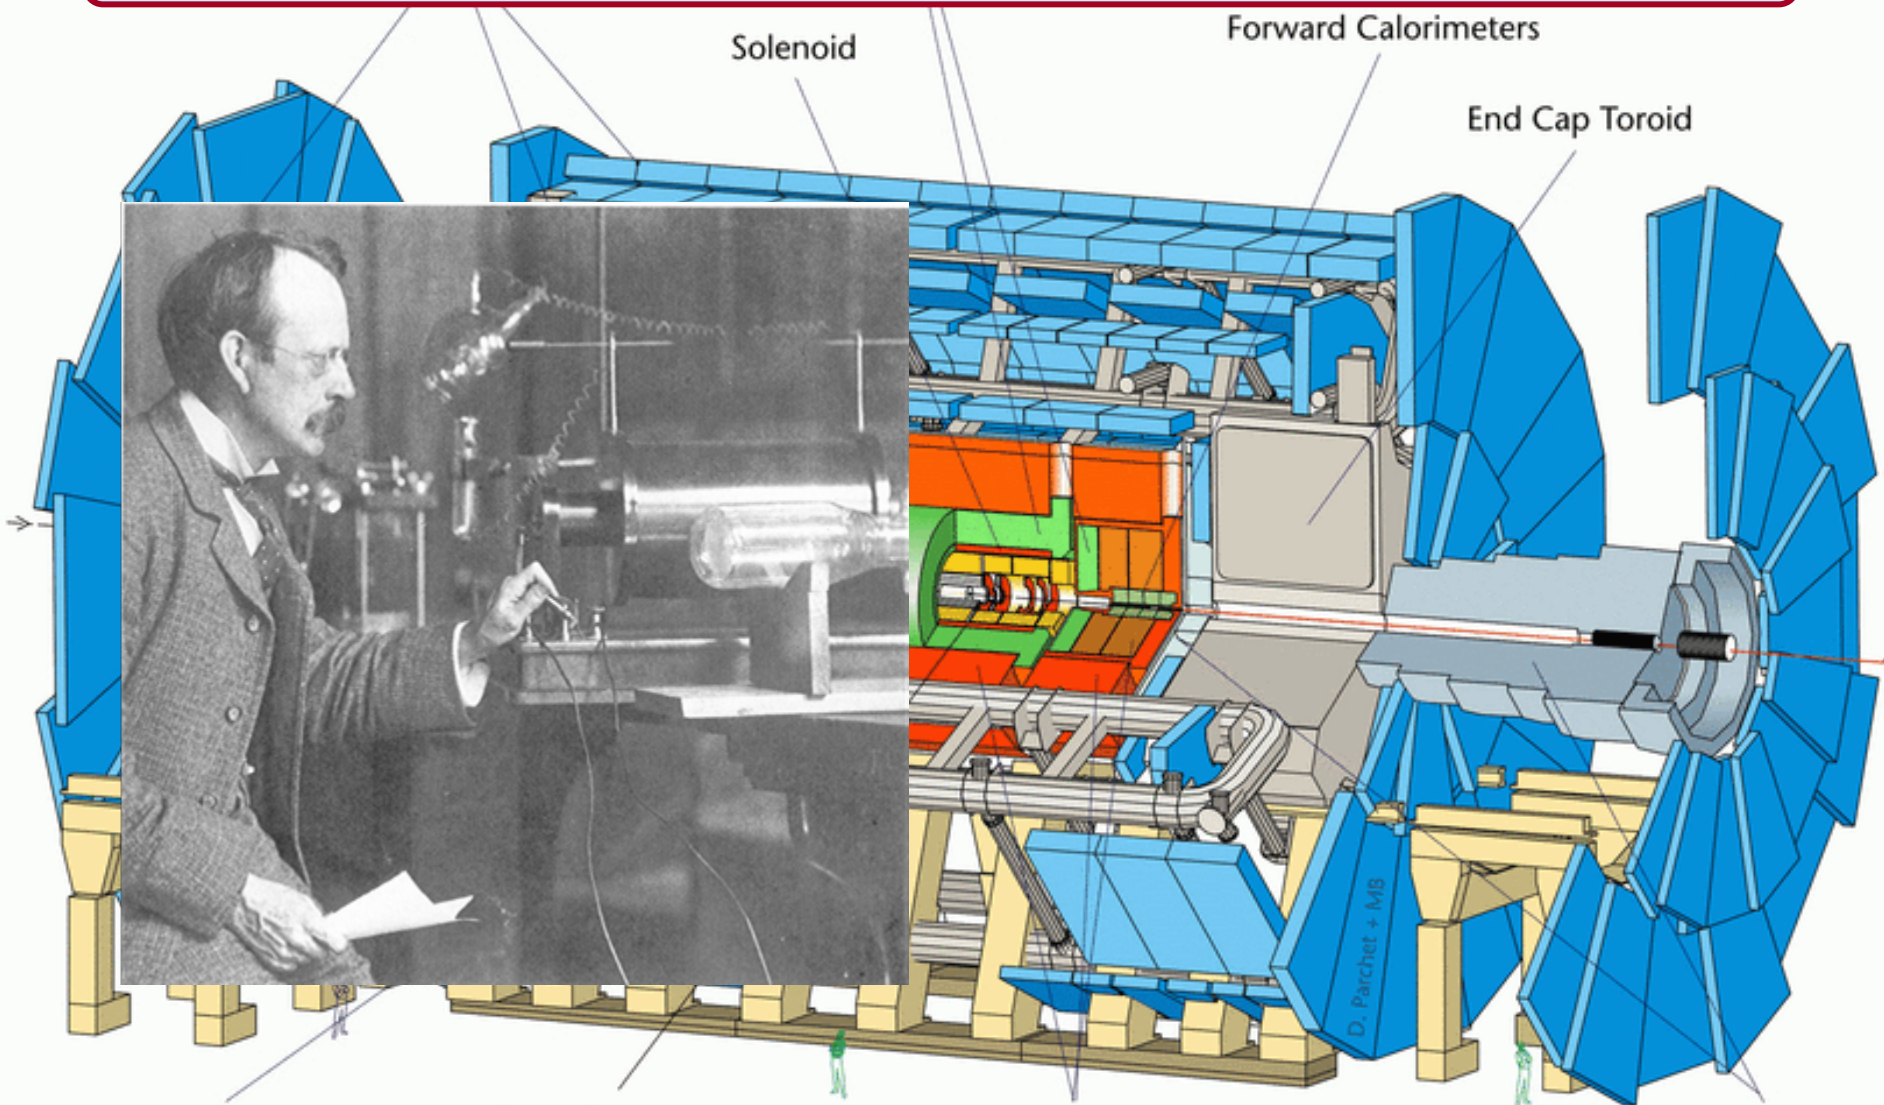 Solenoid
Forward Calorimeters
End Cap Toroid
D. Parchet + MB